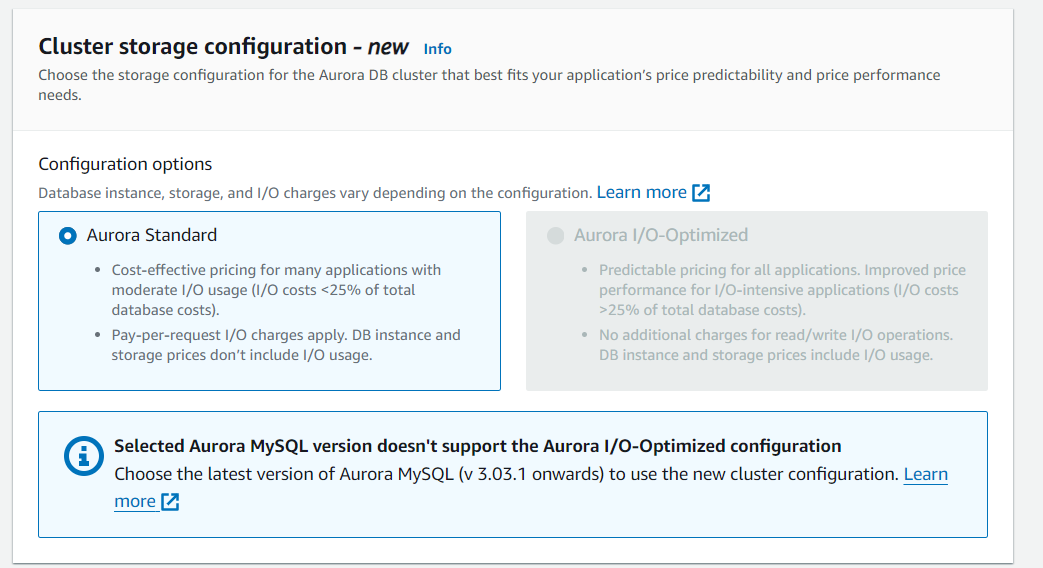 Cluster storage configuration - new Info
Choose the storage configuration for the Aurora DB cluster that best fits your application's price predictability and price performance
needs.
Configuration options
Database instance, storage, and I/O charges vary depending on the configuration. Learn more
Aurora Standard
• Cost-effective pricing for many applications with
moderate I/O usage (I/O costs <25% of total
database costs).
• Pay-per-request I/O charges apply. DB instance and
storage prices don't include I/O usage.
Aurora I/O-Optimized
• Predictable pricing for all applications. Improved price
performance for I/O-intensive applications (I/O costs
>25% of total database costs).
• No additional charges for read/write I/O operations.
DB instance and storage prices include I/O usage.
Selected Aurora MySQL version doesn't support the Aurora I/O-Optimized configuration
Choose the latest version of Aurora MySQL (v 3.03.1 onwards) to use the new cluster configuration. Learn
more